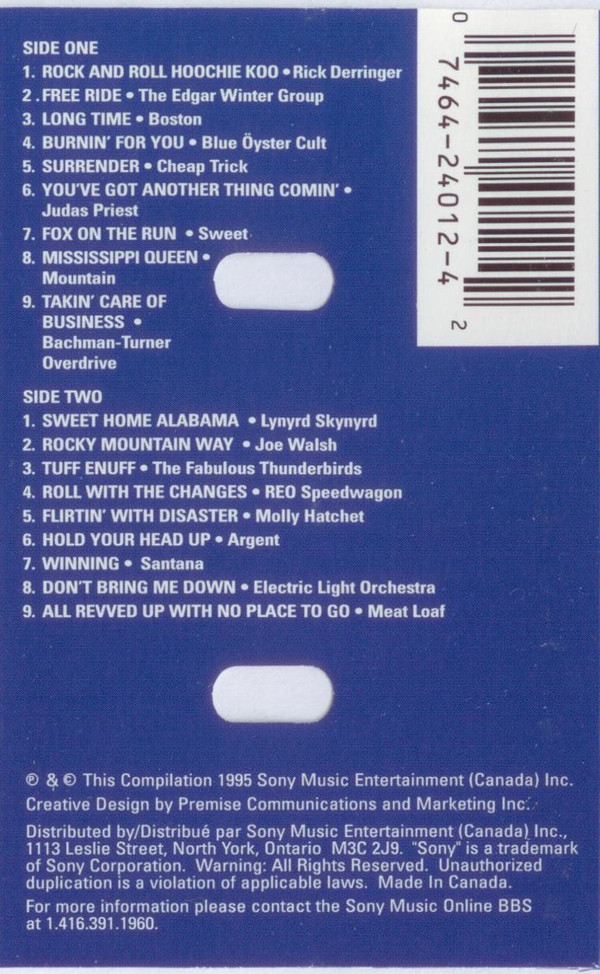 SIDE ONE
1. ROCK AND ROLL HOOCHIE KOO • Rick Derringer
2 . FREE RIDE • The Edgar Winter Group
3. LONG TIME • Boston
4. BURNIN' FOR YOU • Blue Öyster Cult
5. SURRENDER • Cheap Trick
6. YOU'VE GOT ANOTHER THING COMIN' •
Judas Priest
7. FOX ON THE RUN • Sweet
8. MISSISSIPPI QUEEN •
Mountain
9. TAKIN' CARE OF
BUSINESS •
Bachman-Turner
Overdrive
SIDE TWO
1. SWEET HOME ALABAMA • Lynyrd Skynyrd
2. ROCKY MOUNTAIN WAY • Joe Walsh
3. TUFF ENUFF • The Fabulous Thunderbirds
4. ROLL WITH THE CHANGES • REO Speedwagon
5. FLIRTIN' WITH DISASTER • Molly Hatchet
6. HOLD YOUR HEAD UP • Argent
7. WINNING • Santana
8. DON'T BRING ME DOWN • Electric Light Orchestra
9. ALL REVVED UP WITH NO PLACE TO GO • Meat Loaf
0 7464-24012-4 2
℗ & © This Compilation 1995 Sony Music Entertainment (Canada) Inc.
Creative Design by Premise Communications and Marketing Inc.
Distributed by/Distribué par Sony Music Entertainment (Canada) Inc.,
1113 Leslie Street, North York, Ontario M3C 2J9. "Sony" is a trademark
of Sony Corporation. Warning: All Rights Reserved. Unauthorized
duplication is a violation of applicable laws. Made In Canada.
For more information please contact the Sony Music Online BBS
at 1.416.391.1960.